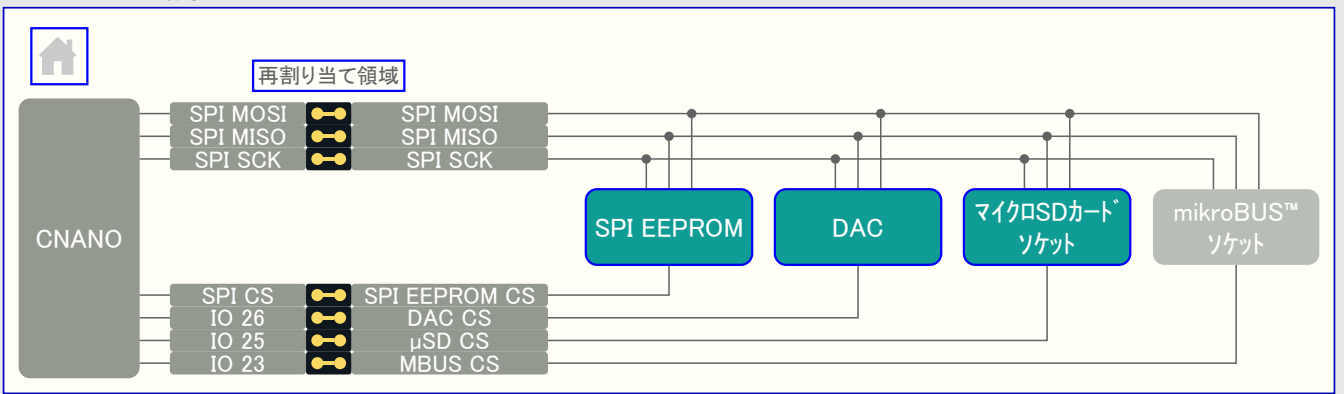 再割り当て領域
SPI MOSI SPI MOSI
SPI MISO SPI MISO
SPI SCK SPI SCK
CNANO
SPI EEPROM
DAC
マイクロSDカード
ソケット
mikroBUS™
ソケット
SPI CS SPI EEPROM CS
IO 26 DAC CS
IO 25 µSD CS
IO 23 MBUS CS